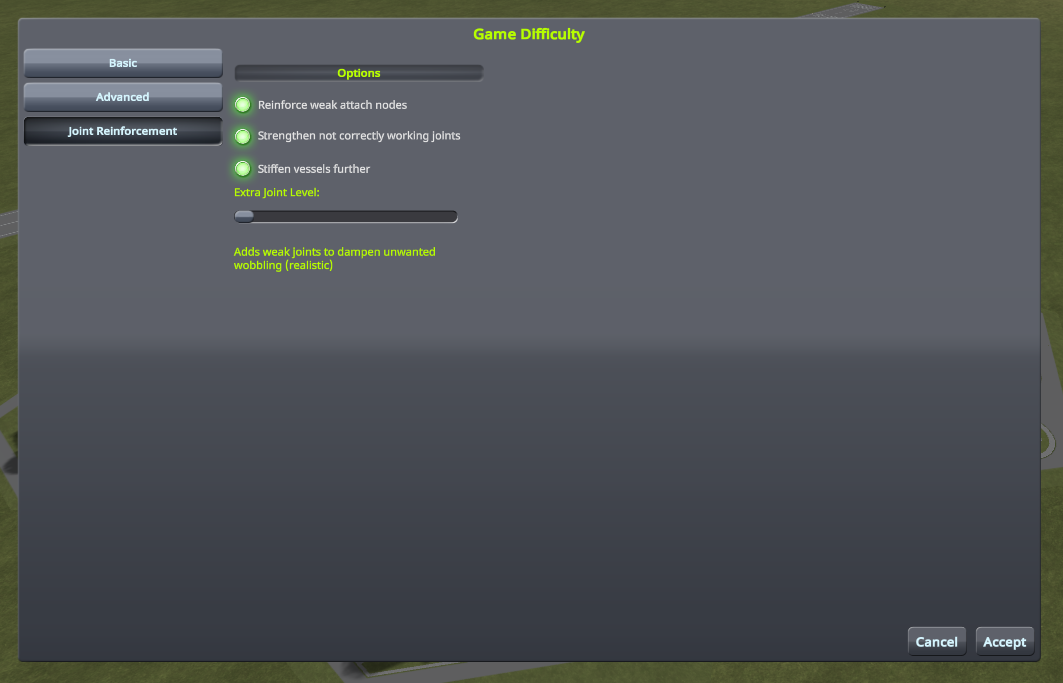 Game Difficulty
Basic
Advanced
Joint Reinforcement
Options
Reinforce weak attach nodes
Strengthen not correctly working joints
Stiffen vessels further
Extra Joint Level:
Adds weak joints to dampen unwanted
wobbling (realistic)
Cancel
Accept